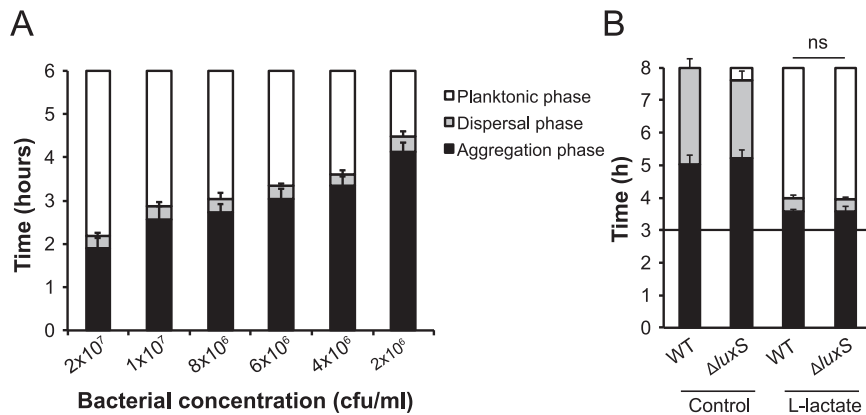 A
Time (hours)
6
5
4
3
2
1
0
2x10⁷
1x10⁷
8x10⁶
6x10⁶
4x10⁶
2x10⁶
Bacterial concentration (cfu/ml)
Planktonic phase
Dispersal phase
Aggregation phase
B
ns
Time (h)
8
7
6
5
4
3
2
1
0
WT
ΔluxS
WT
ΔluxS
Control
L-lactate